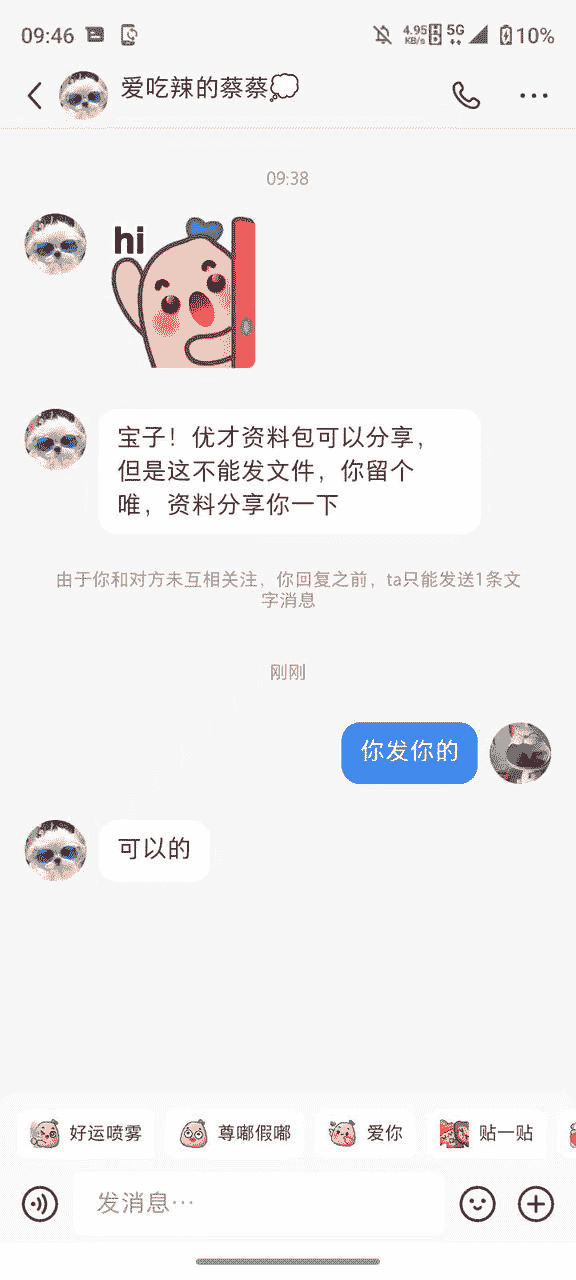 09:46
4.95 KB/s
5G
10%
爱吃辣的蔡蔡
09:38
hi
宝子！优才资料包可以分享，
但是这不能发文件，你留个
唯，资料分享你一下
由于你和对方未互相关注，你回复之前，ta只能发送1条文
字消息
刚刚
你发你的
可以的
好运喷雾
尊嘟假嘟
爱你
贴一贴
发消息…